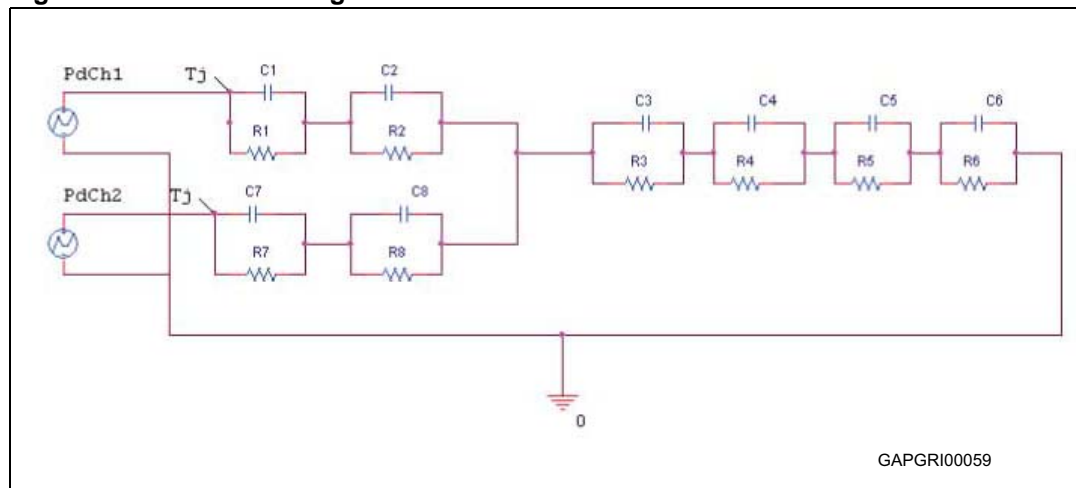 PdCh1
Tj
C1
C2
R1
R2
C3
C4
C5
C6
R3
R4
R5
R6
PdCh2
Tj
C7
C8
R7
R8
0
GAPGRI00059